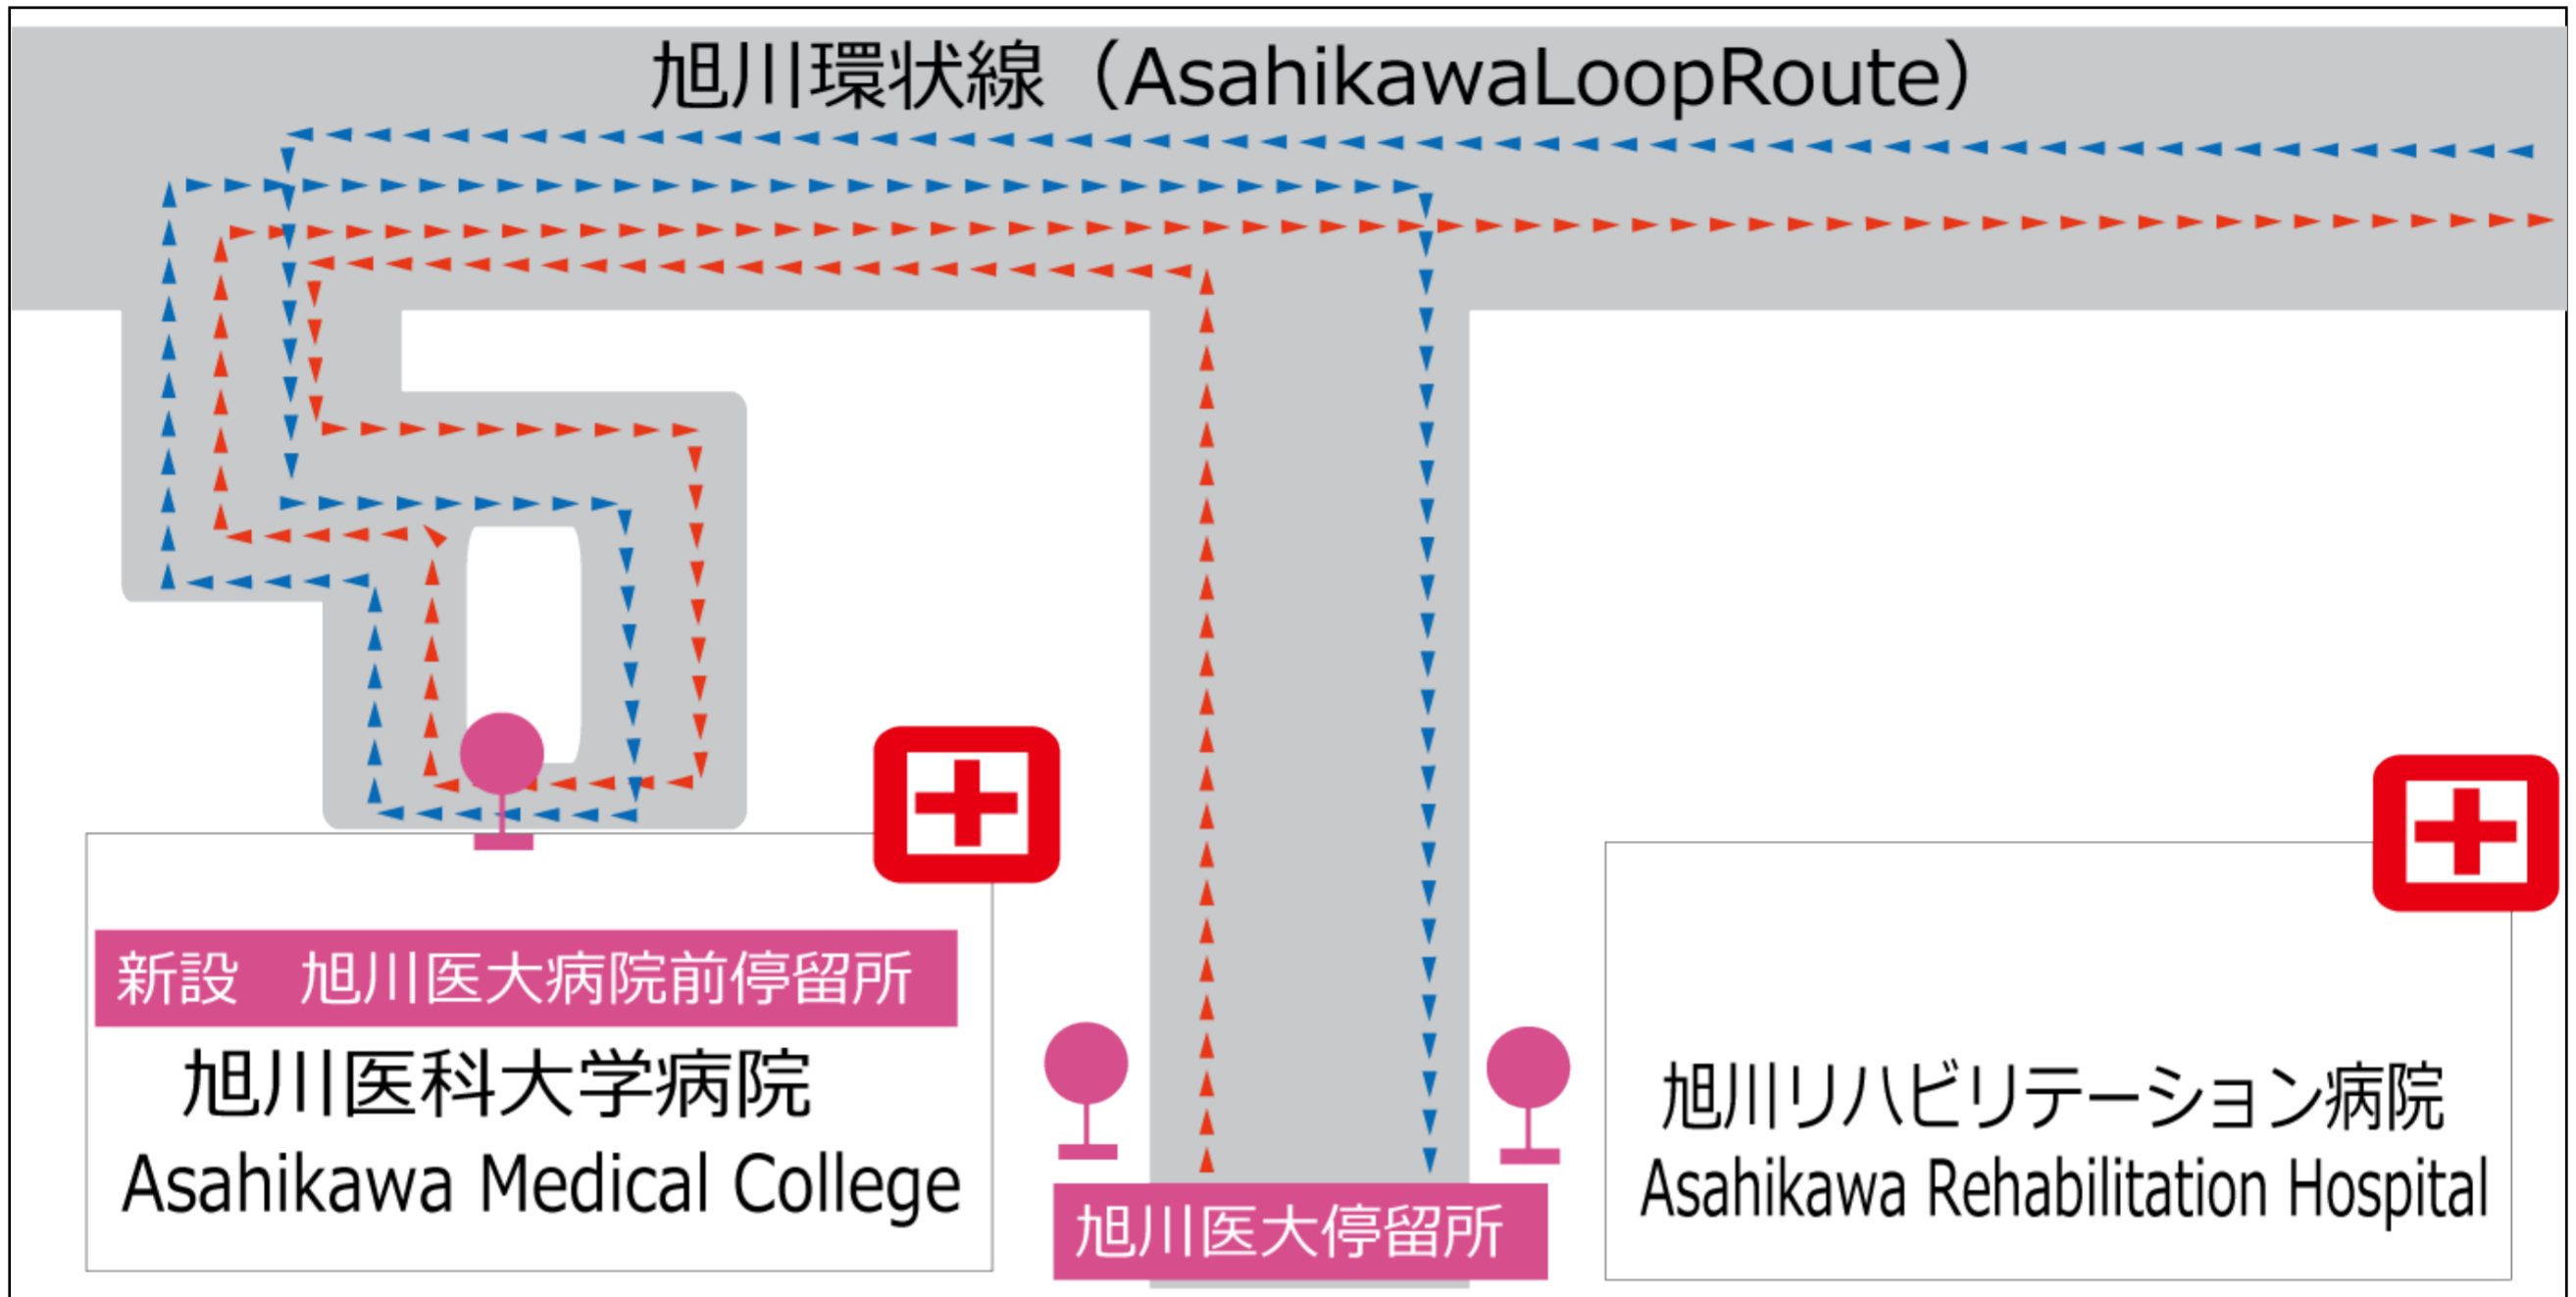 旭川環状線（AsahikawaLoopRoute）
新設　旭川医大病院前停留所
旭川医科大学病院
Asahikawa Medical College
旭川医大停留所
旭川リハビリテーション病院
Asahikawa Rehabilitation Hospital